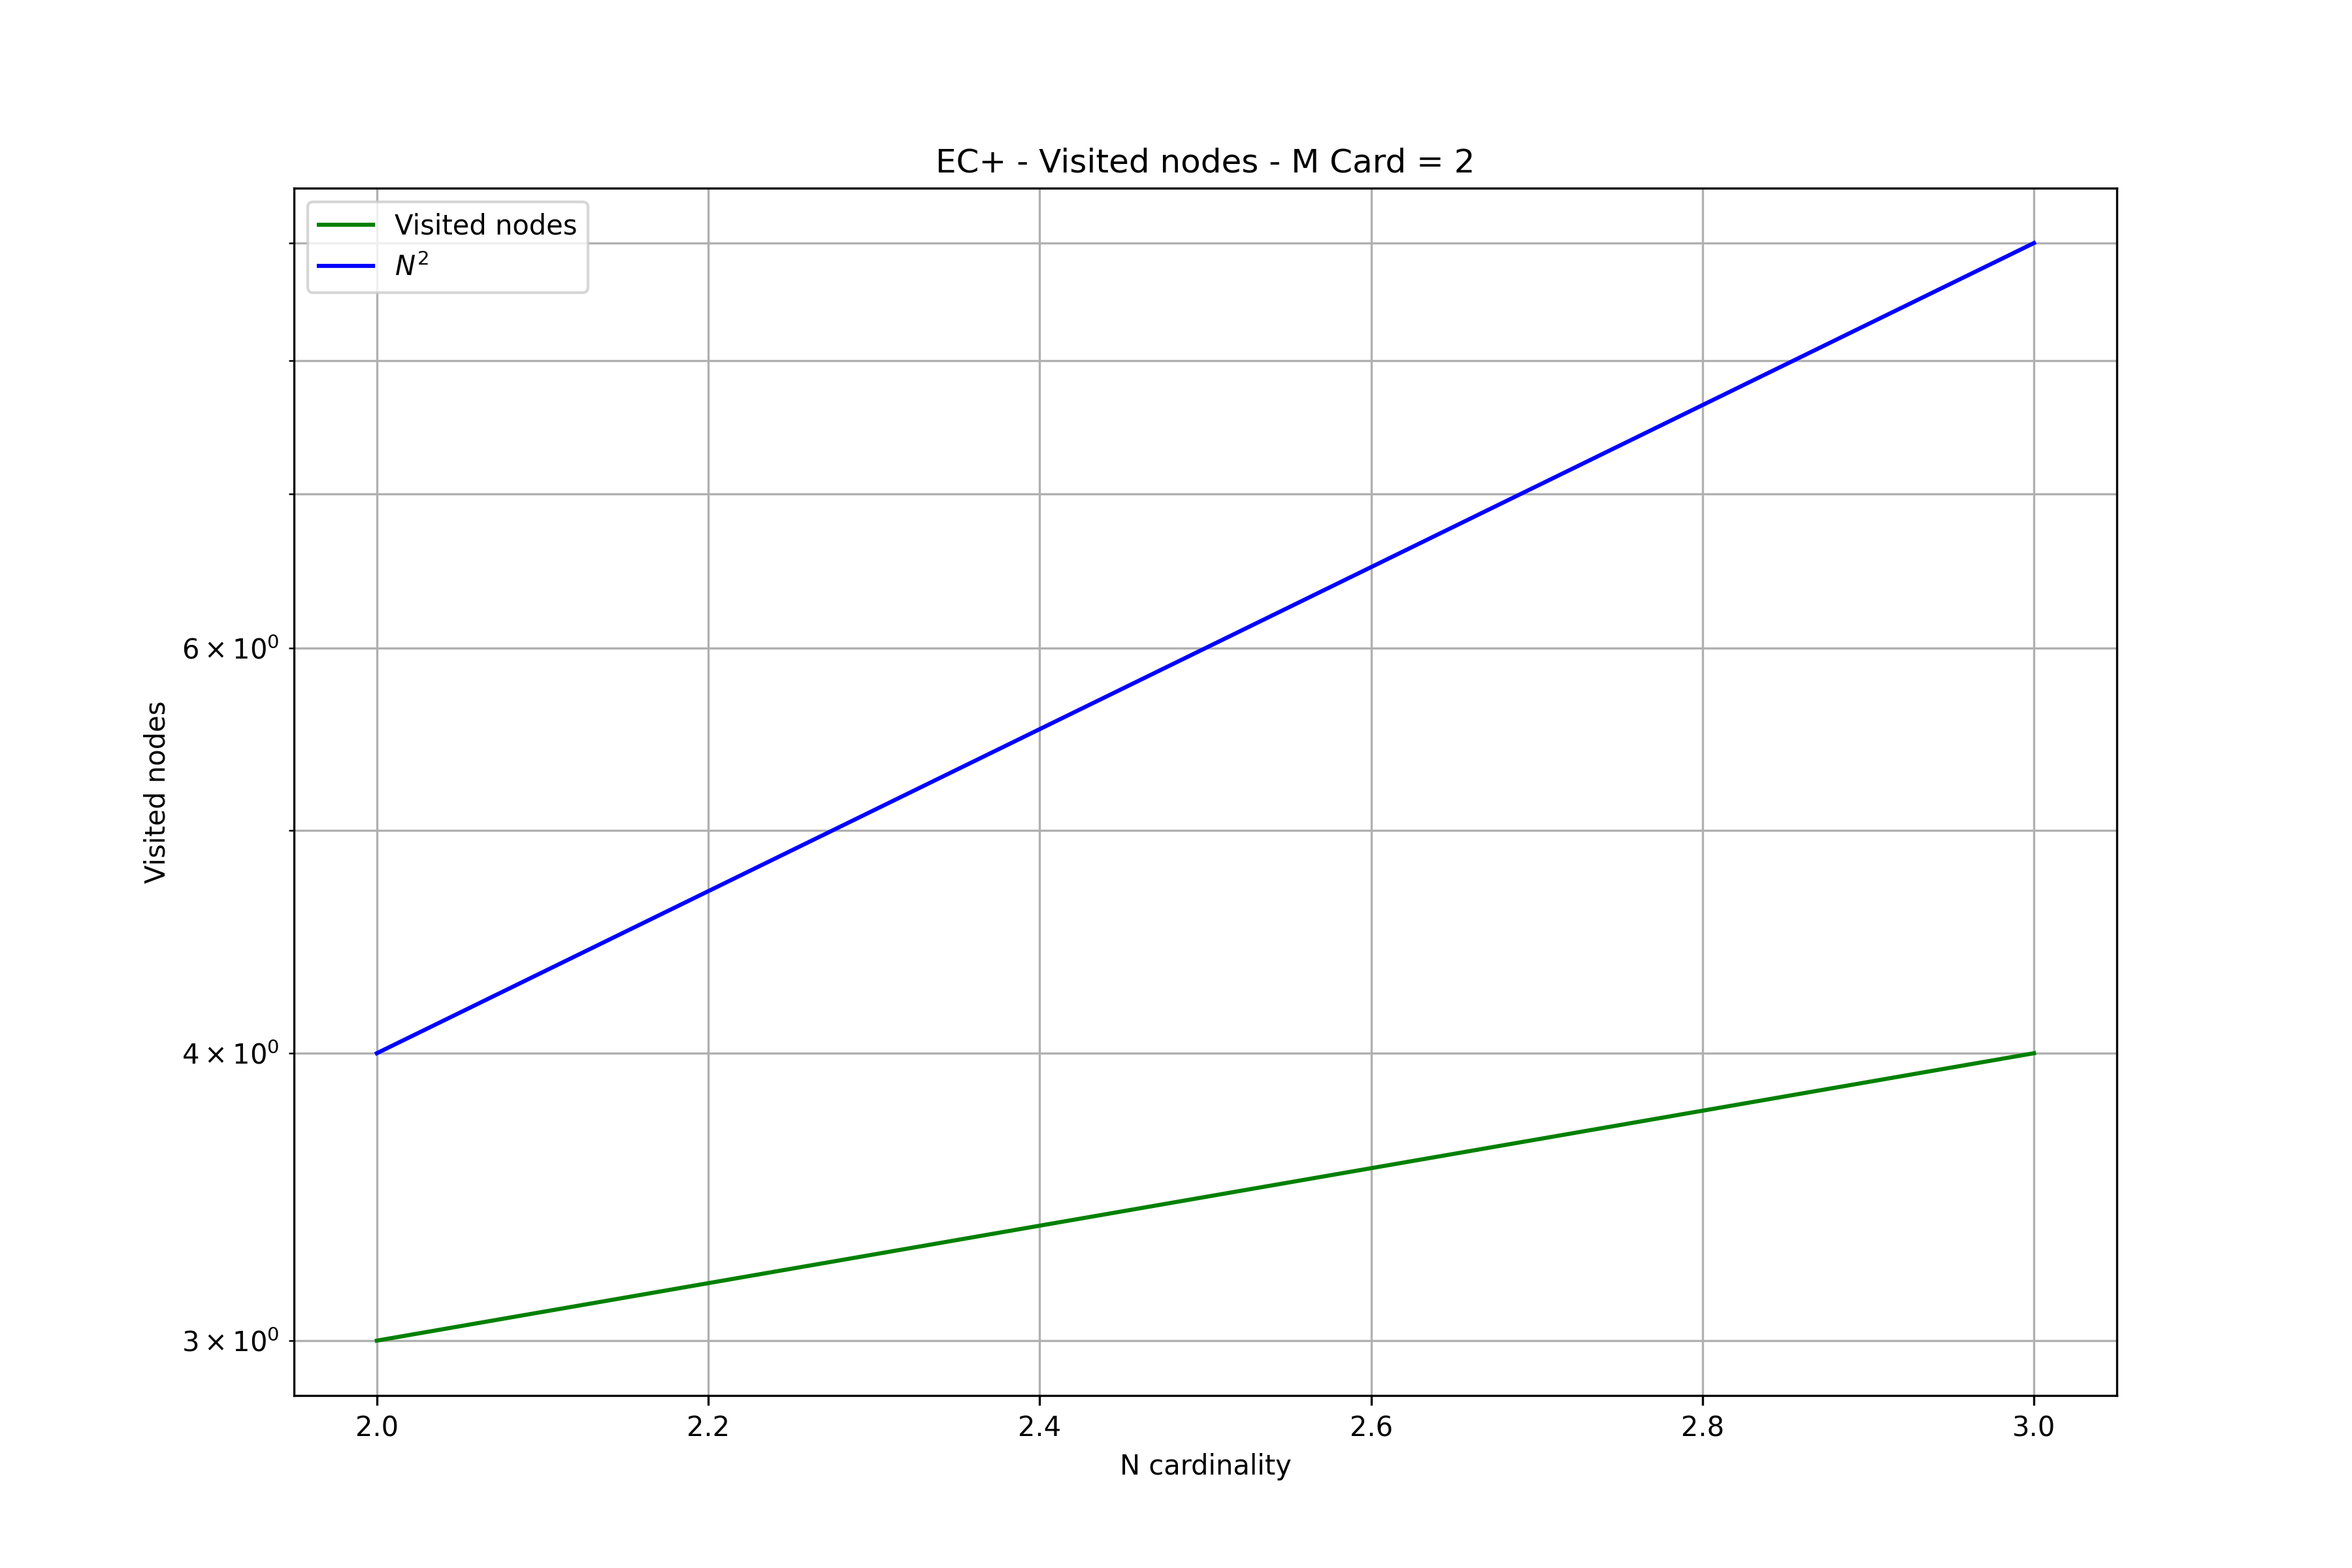 EC+ - Visited nodes - M Card = 2
Visited nodes
N²
6 × 10⁰
4 × 10⁰
3 × 10⁰
Visited nodes
2.0 2.2 2.4 2.6 2.8 3.0
N cardinality